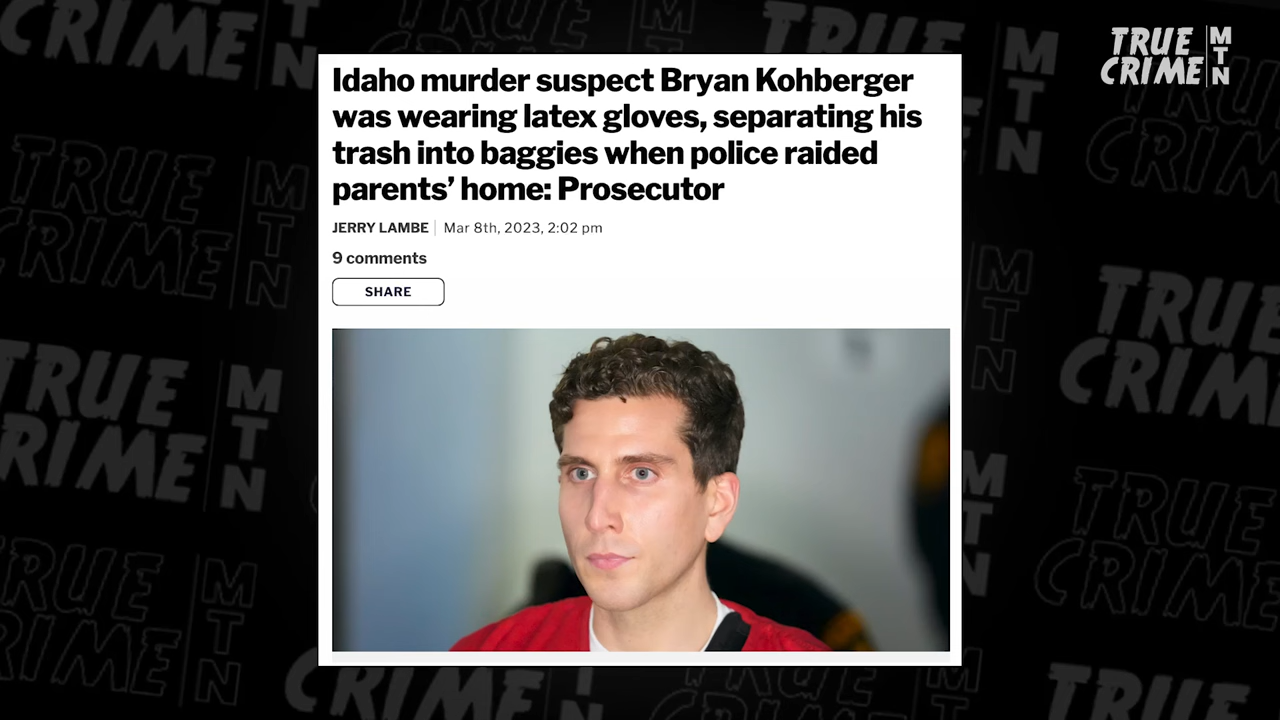 Idaho murder suspect Bryan Kohberger
was wearing latex gloves, separating his
trash into baggies when police raided
parents’ home: Prosecutor
JERRY LAMBE | Mar 8th, 2023, 2:02 pm
9 comments
SHARE
TRUE
CRIME
MTN